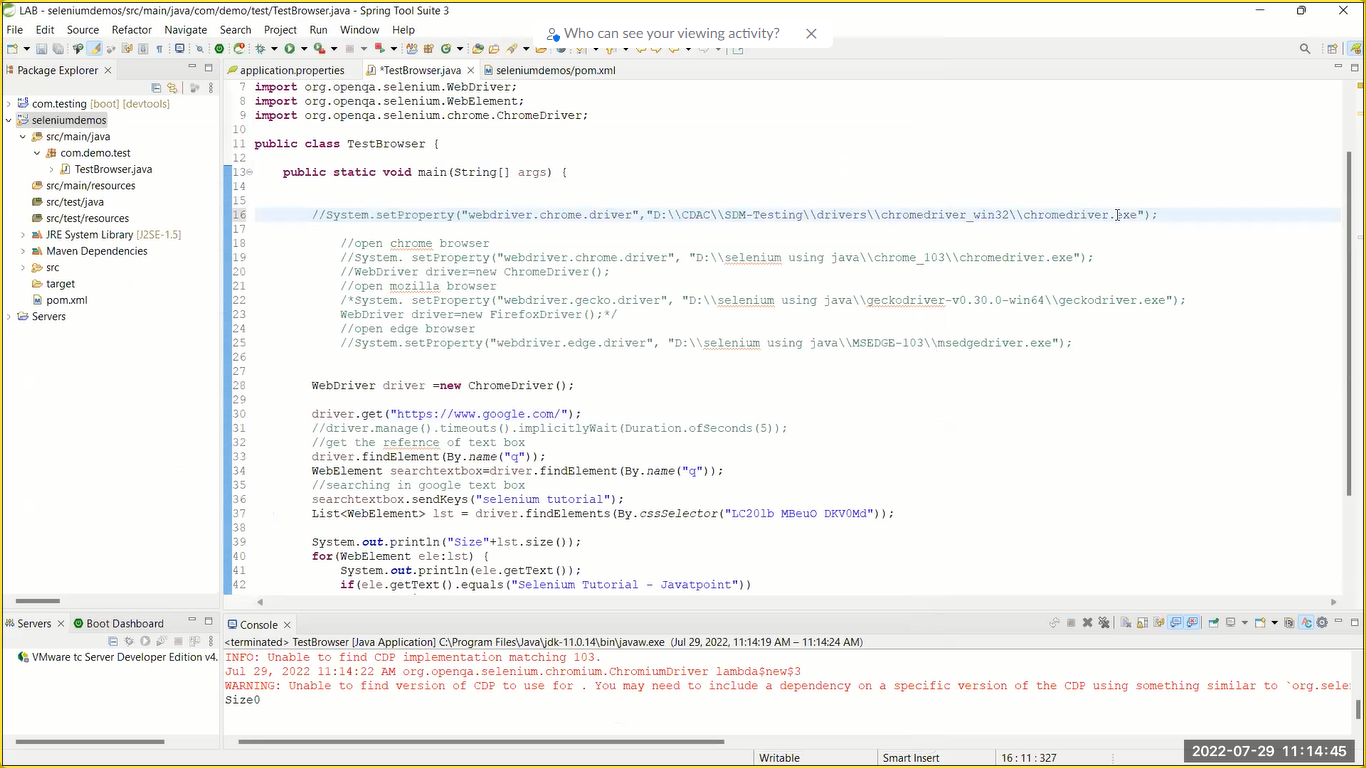 LAB - seleniumdemos/src/main/java/com/demo/test/TestBrowser.java - Spring Tool Suite 3
File Edit Source Refactor Navigate Search Project Run Window Help
Who can see your viewing activity?
Package Explorer
application.properties
*TestBrowser.java
seleniumdemos/pom.xml
com.testing [boot] [devtools]
seleniumdemos
src/main/java
com.demo.test
TestBrowser.java
src/main/resources
src/test/java
src/test/resources
JRE System Library [J2SE-1.5]
Maven Dependencies
src
target
pom.xml
Servers
7 import org.openqa.selenium.WebDriver;
8 import org.openqa.selenium.WebElement;
9 import org.openqa.selenium.chrome.ChromeDriver;
10
11 public class TestBrowser {
12
13 public static void main(String[] args) {
14
15
16 //System.setProperty("webdriver.chrome.driver","D:\\CDAC\\SDM-Testing\\drivers\\chromedriver_win32\\chromedriver.exe");
17
18 //open chrome browser
19 //System. setProperty("webdriver.chrome.driver", "D:\\selenium using java\\chrome_103\\chromedriver.exe");
20 //WebDriver driver=new ChromeDriver();
21 //open mozilla browser
22 /*System. setProperty("webdriver.gecko.driver", "D:\\selenium using java\\geckodriver-v0.30.0-win64\\geckodriver.exe");
23 WebDriver driver=new FirefoxDriver();*/
24 //open edge browser
25 //System.setProperty("webdriver.edge.driver", "D:\\selenium using java\\MSEDGE-103\\msedgedriver.exe");
26
27
28 WebDriver driver =new ChromeDriver();
29
30 driver.get("https://www.google.com/");
31 //driver.manage().timeouts().implicitlyWait(Duration.ofSeconds(5));
32 //get the refernce of text box
33 driver.findElement(By.name("q"));
34 WebElement searchtextbox=driver.findElement(By.name("q"));
35 //searching in google text box
36 searchtextbox.sendKeys("selenium tutorial");
37 List<WebElement> lst = driver.findElements(By.cssSelector("LC20lb MBeuO DKV0Md"));
38
39 System.out.println("Size"+lst.size());
40 for(WebElement ele:lst) {
41 System.out.println(ele.getText());
42 if(ele.getText().equals("Selenium Tutorial - Javatpoint"))
Servers
Boot Dashboard
VMware tc Server Developer Edition v4.
Console
<terminated> TestBrowser [Java Application] C:\Program Files\Java\jdk-11.0.14\bin\javaw.exe (Jul 29, 2022, 11:14:19 AM – 11:14:24 AM)
INFO: Unable to find CDP implementation matching 103.
Jul 29, 2022 11:14:22 AM org.openqa.selenium.chromium.ChromiumDriver lambda$new$3
WARNING: Unable to find version of CDP to use for . You may need to include a dependency on a specific version of the CDP using something similar to `org.sele
Size0
Writable
Smart Insert
16 : 11 : 327
2022-07-29 11:14:45